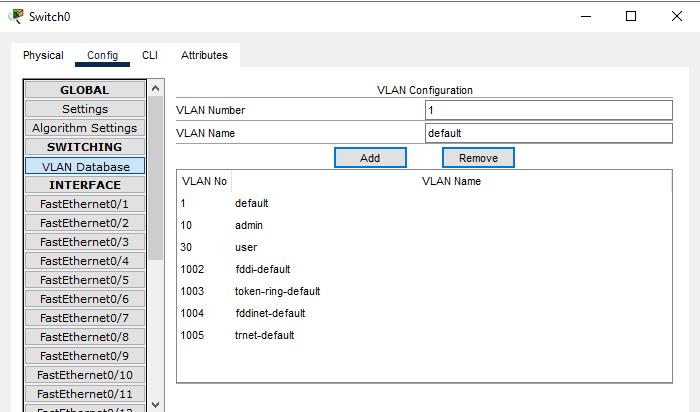 Switch0
Physical Config CLI Attributes
GLOBAL
Settings
Algorithm Settings
SWITCHING
VLAN Database
INTERFACE
FastEthernet0/1
FastEthernet0/2
FastEthernet0/3
FastEthernet0/4
FastEthernet0/5
FastEthernet0/6
FastEthernet0/7
FastEthernet0/8
FastEthernet0/9
FastEthernet0/10
FastEthernet0/11
VLAN Configuration
VLAN Number 1
VLAN Name default
Add Remove
VLAN No VLAN Name
1 default
10 admin
30 user
1002 fddi-default
1003 token-ring-default
1004 fddinet-default
1005 trnet-default